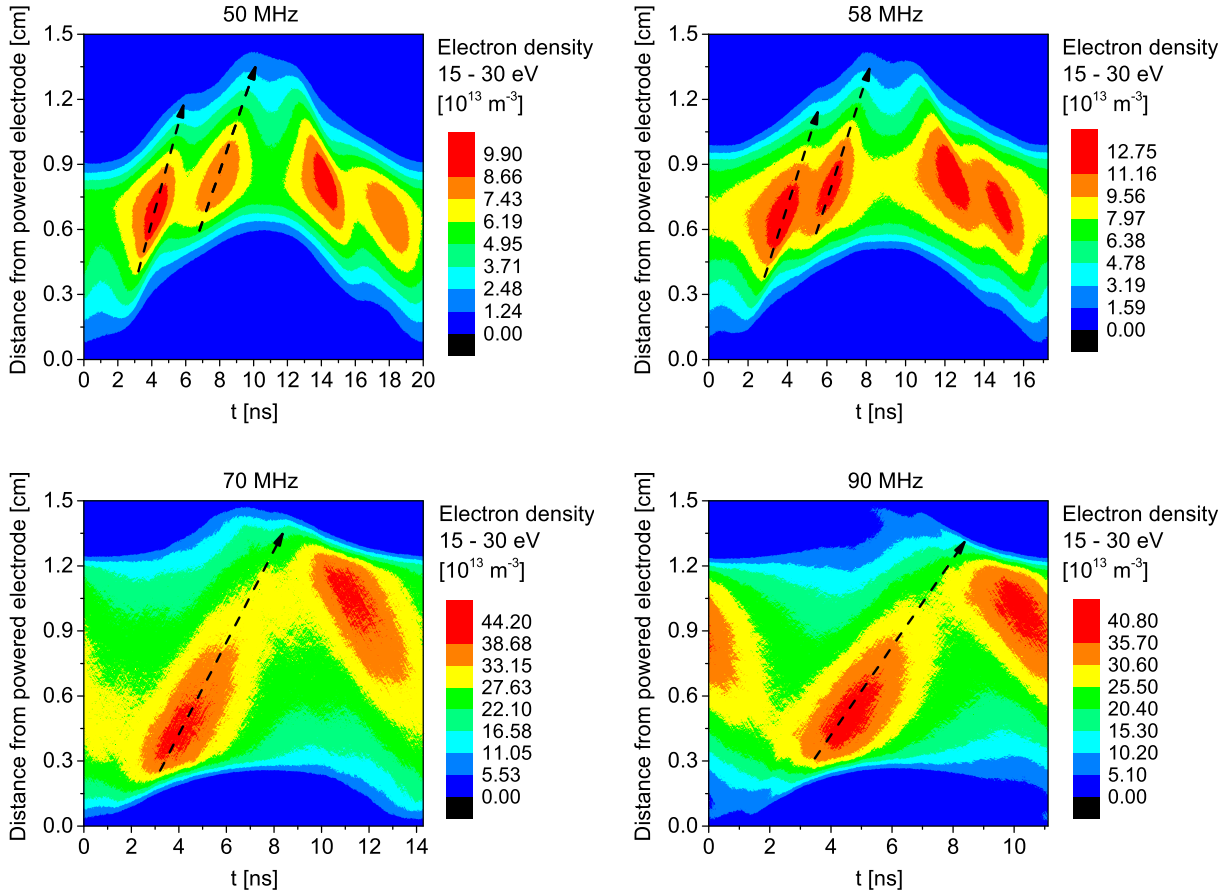 50 MHz
Distance from powered electrode [cm]
1.5
1.2
0.9
0.6
0.3
0.0
0 2 4 6 8 10 12 14 16 18 20
t [ns]
Electron density
15 - 30 eV
[10¹³ m⁻³]
9.90
8.66
7.43
6.19
4.95
3.71
2.48
1.24
0.00
58 MHz
Distance from powered electrode [cm]
1.5
1.2
0.9
0.6
0.3
0.0
0 2 4 6 8 10 12 14 16
t [ns]
Electron density
15 - 30 eV
[10¹³ m⁻³]
12.75
11.16
9.56
7.97
6.38
4.78
3.19
1.59
0.00
70 MHz
Distance from powered electrode [cm]
1.5
1.2
0.9
0.6
0.3
0.0
0 2 4 6 8 10 12 14
t [ns]
Electron density
15 - 30 eV
[10¹³ m⁻³]
44.20
38.68
33.15
27.63
22.10
16.58
11.05
5.53
0.00
90 MHz
Distance from powered electrode [cm]
1.5
1.2
0.9
0.6
0.3
0.0
0 2 4 6 8 10
t [ns]
Electron density
15 - 30 eV
[10¹³ m⁻³]
40.80
35.70
30.60
25.50
20.40
15.30
10.20
5.10
0.00